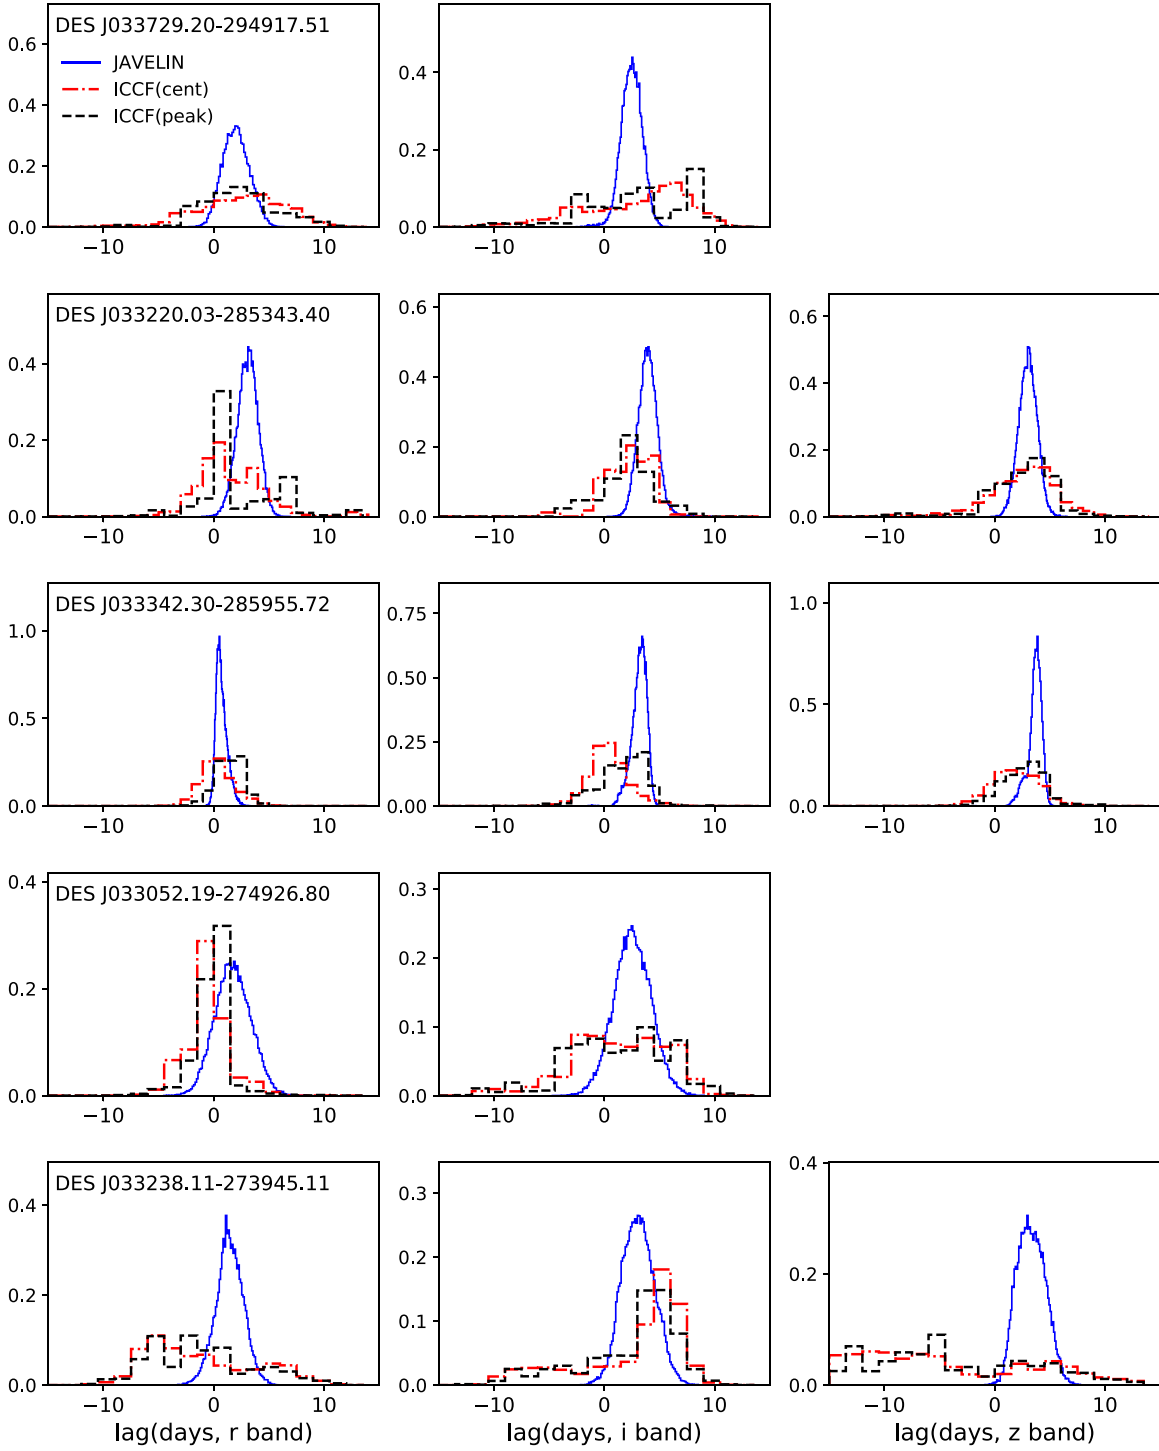 DES J033729.20-294917.51
JAVELIN
ICCF(cent)
ICCF(peak)
0.6
0.4
0.2
0.0
−10 0 10
0.4
0.2
0.0
−10 0 10
DES J033220.03-285343.40
0.4
0.2
0.0
−10 0 10
0.6
0.4
0.2
0.0
−10 0 10
0.6
0.4
0.2
0.0
−10 0 10
DES J033342.30-285955.72
1.0
0.5
0.0
−10 0 10
0.75
0.50
0.25
0.00
−10 0 10
1.0
0.5
0.0
−10 0 10
DES J033052.19-274926.80
0.4
0.2
0.0
−10 0 10
0.3
0.2
0.1
0.0
−10 0 10
DES J033238.11-273945.11
0.4
0.2
0.0
−10 0 10
lag(days, r band)
0.3
0.2
0.1
0.0
−10 0 10
lag(days, i band)
0.4
0.2
0.0
−10 0 10
lag(days, z band)